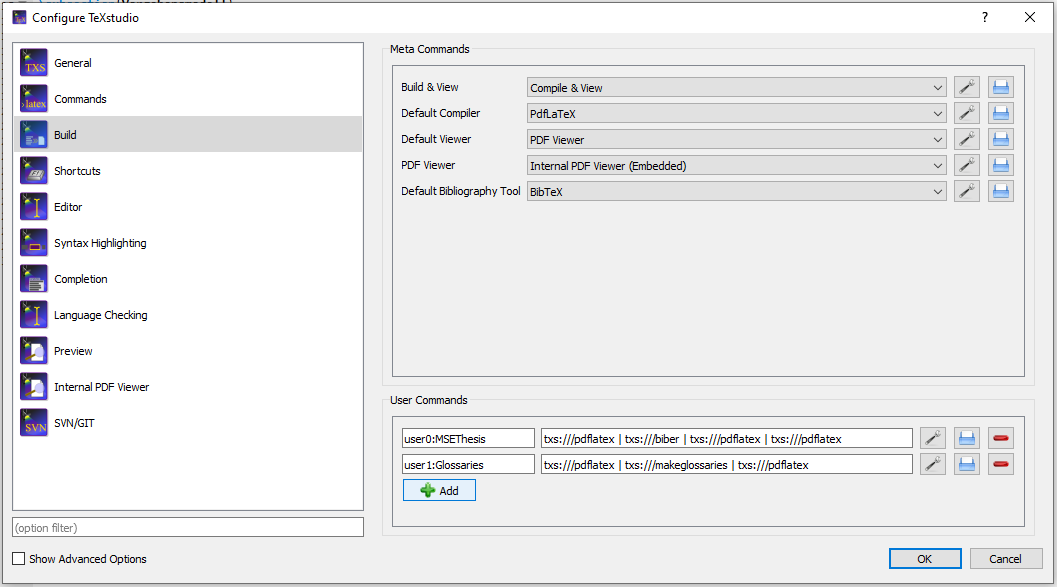 Configure TeXstudio
?
General
Commands
Build
Shortcuts
Editor
Syntax Highlighting
Completion
Language Checking
Preview
Internal PDF Viewer
SVN/GIT
(option filter)
Show Advanced Options
Meta Commands
Build & View Compile & View
Default Compiler PdfLaTeX
Default Viewer PDF Viewer
PDF Viewer Internal PDF Viewer (Embedded)
Default Bibliography Tool BibTeX
User Commands
user0:MSEThesis txs:///pdflatex | txs:///biber | txs:///pdflatex | txs:///pdflatex
user1:Glossaries txs:///pdflatex | txs:///makeglossaries | txs:///pdflatex
Add
OK Cancel